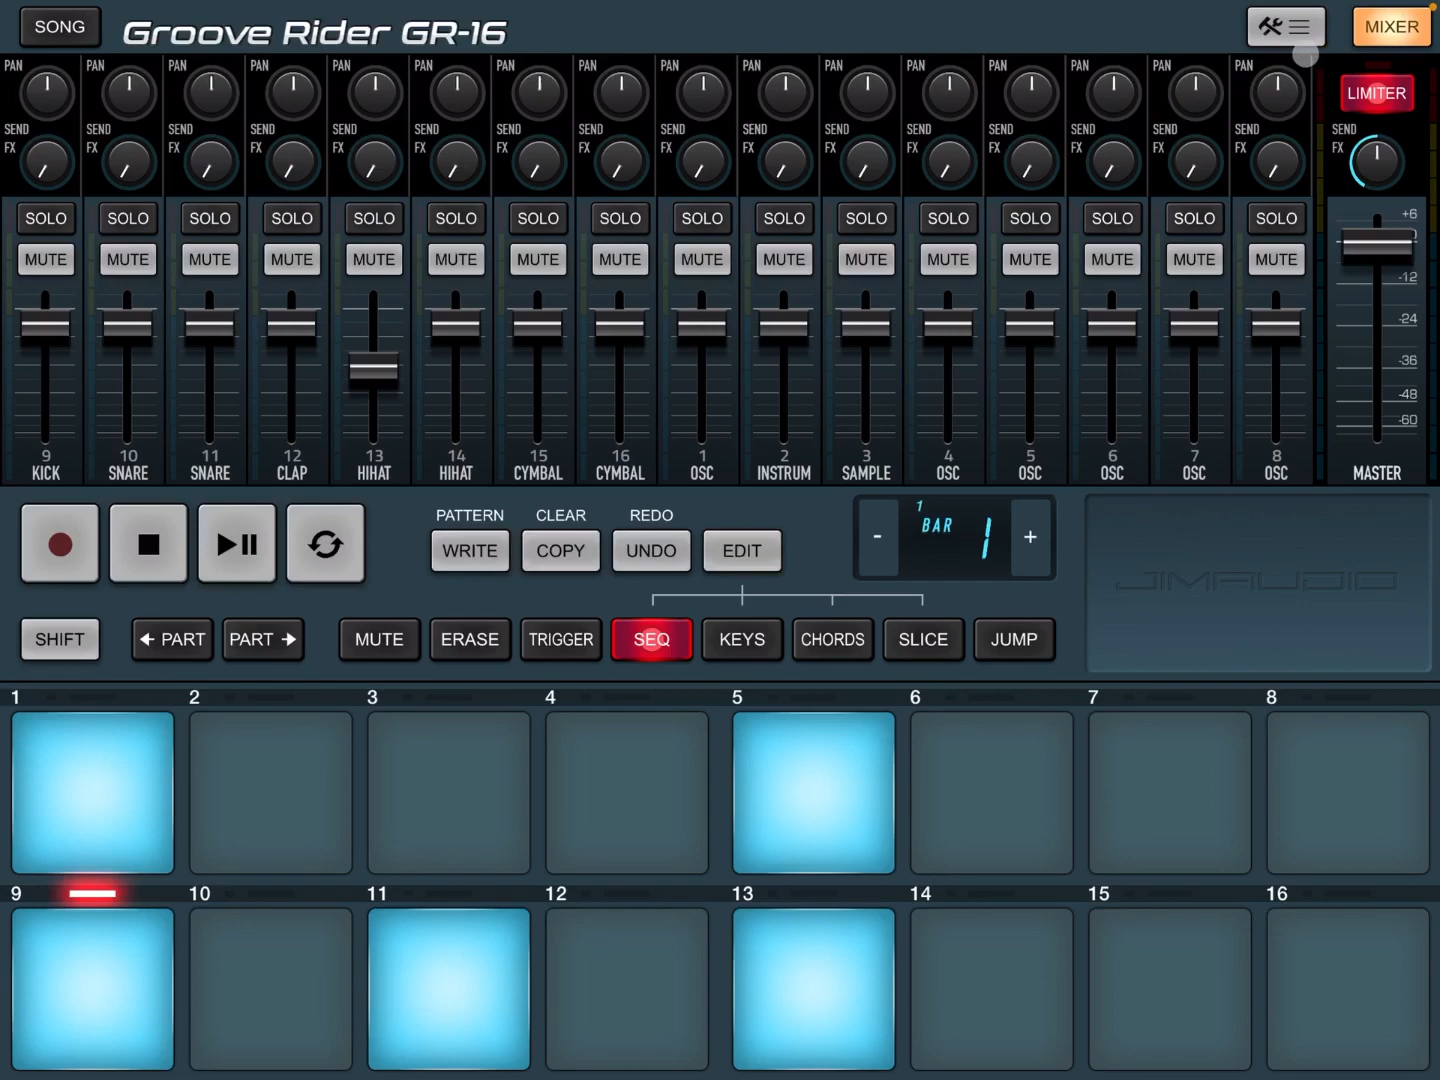 SONG Groove Rider GR-16 MIXER
PAN PAN PAN PAN PAN PAN PAN PAN PAN PAN PAN PAN PAN PAN PAN PAN LIMITER
SEND SEND SEND SEND SEND SEND SEND SEND SEND SEND SEND SEND SEND SEND SEND SEND SEND
FX FX FX FX FX FX FX FX FX FX FX FX FX FX FX FX FX
SOLO SOLO SOLO SOLO SOLO SOLO SOLO SOLO SOLO SOLO SOLO SOLO SOLO SOLO SOLO SOLO +6
MUTE MUTE MUTE MUTE MUTE MUTE MUTE MUTE MUTE MUTE MUTE MUTE MUTE MUTE MUTE MUTE
-12
-24
-36
-48
-60
9 10 11 12 13 14 15 16 1 2 3 4 5 6 7 8
KICK SNARE SNARE CLAP HIHAT HIHAT CYMBAL CYMBAL OSC INSTRUM SAMPLE OSC OSC OSC OSC OSC MASTER
PATTERN CLEAR REDO 1
WRITE COPY UNDO EDIT - BAR 1 +
JIMAUDIO
SHIFT PART PART MUTE ERASE TRIGGER SEQ KEYS CHORDS SLICE JUMP
1 2 3 4 5 6 7 8
9 10 11 12 13 14 15 16